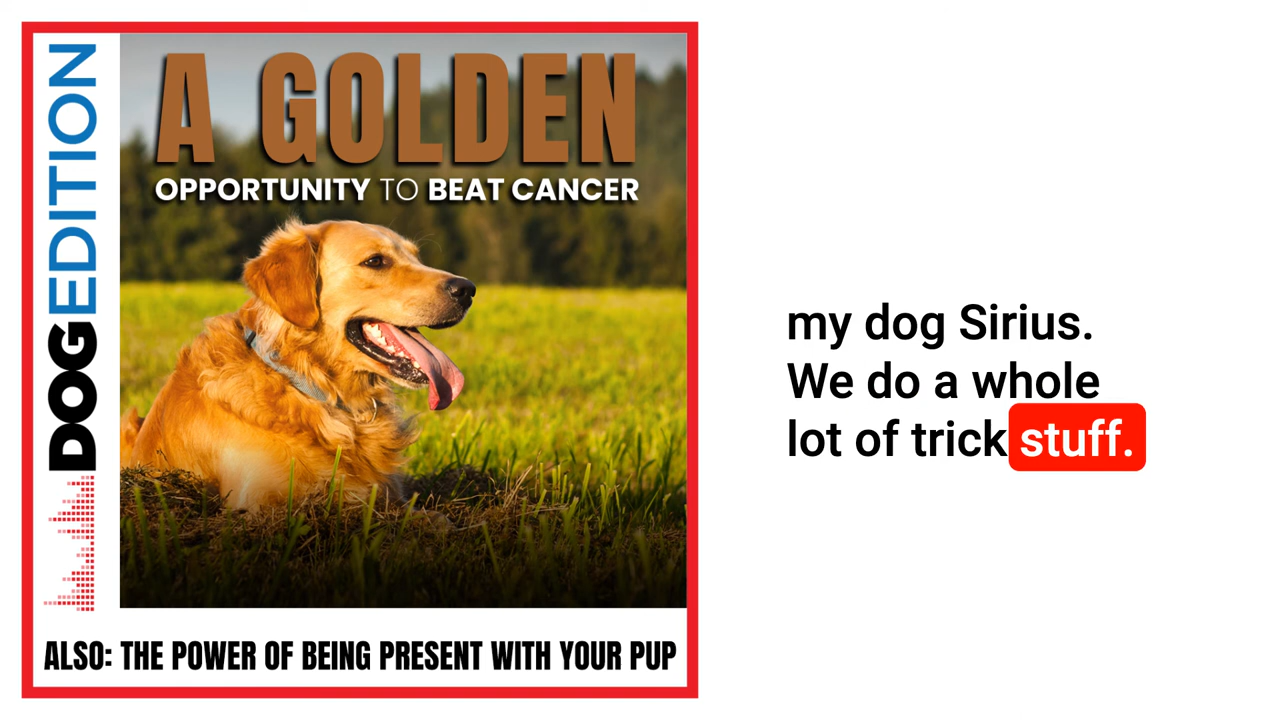 DOGEDITION
A GOLDEN
OPPORTUNITY TO BEAT CANCER
ALSO: THE POWER OF BEING PRESENT WITH YOUR PUP
my dog Sirius.
We do a whole
lot of trick stuff.